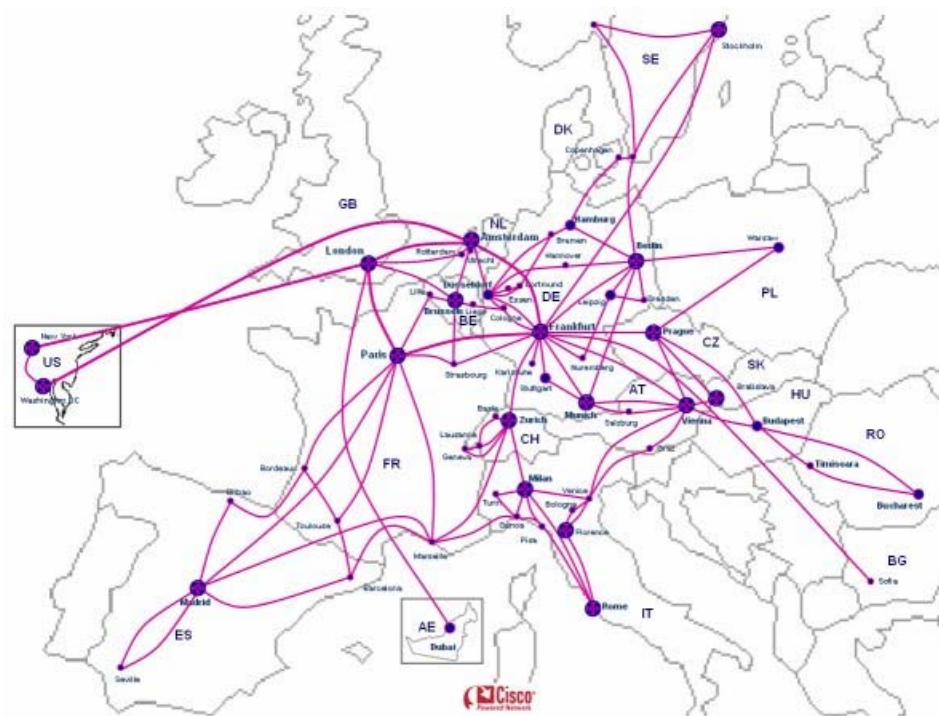 SE
Stockholm
DK
Copenhagen
GB
NL
Hamburg
Amsterdam
Bremen
Warsaw
London
Rotterdam
Utrecht
Hannover
Berlin
Düsseldorf
Dortmund
Lille
Essen
DE
Leipzig
Dresden
PL
Brussels
Liege
BE
Cologne
New York
US
Frankfurt
Prague
CZ
Paris
Strasbourg
Karlsruhe
Nuremberg
SK
Stuttgart
AT
Bratislava
Washington DC
Munich
Salzburg
Vienna
HU
Basle
Zurich
Budapest
RO
Lausanne
CH
Geneva
Graz
Timisoara
FR
Bordeaux
Milan
Bilbao
Turin
Venice
Bologna
Bucharest
Toulouse
Genoa
Florence
Pisa
Marseille
BG
Sofia
Barcelona
Madrid
Rome
IT
ES
AE
Dubai
Seville
Cisco
Powered Network